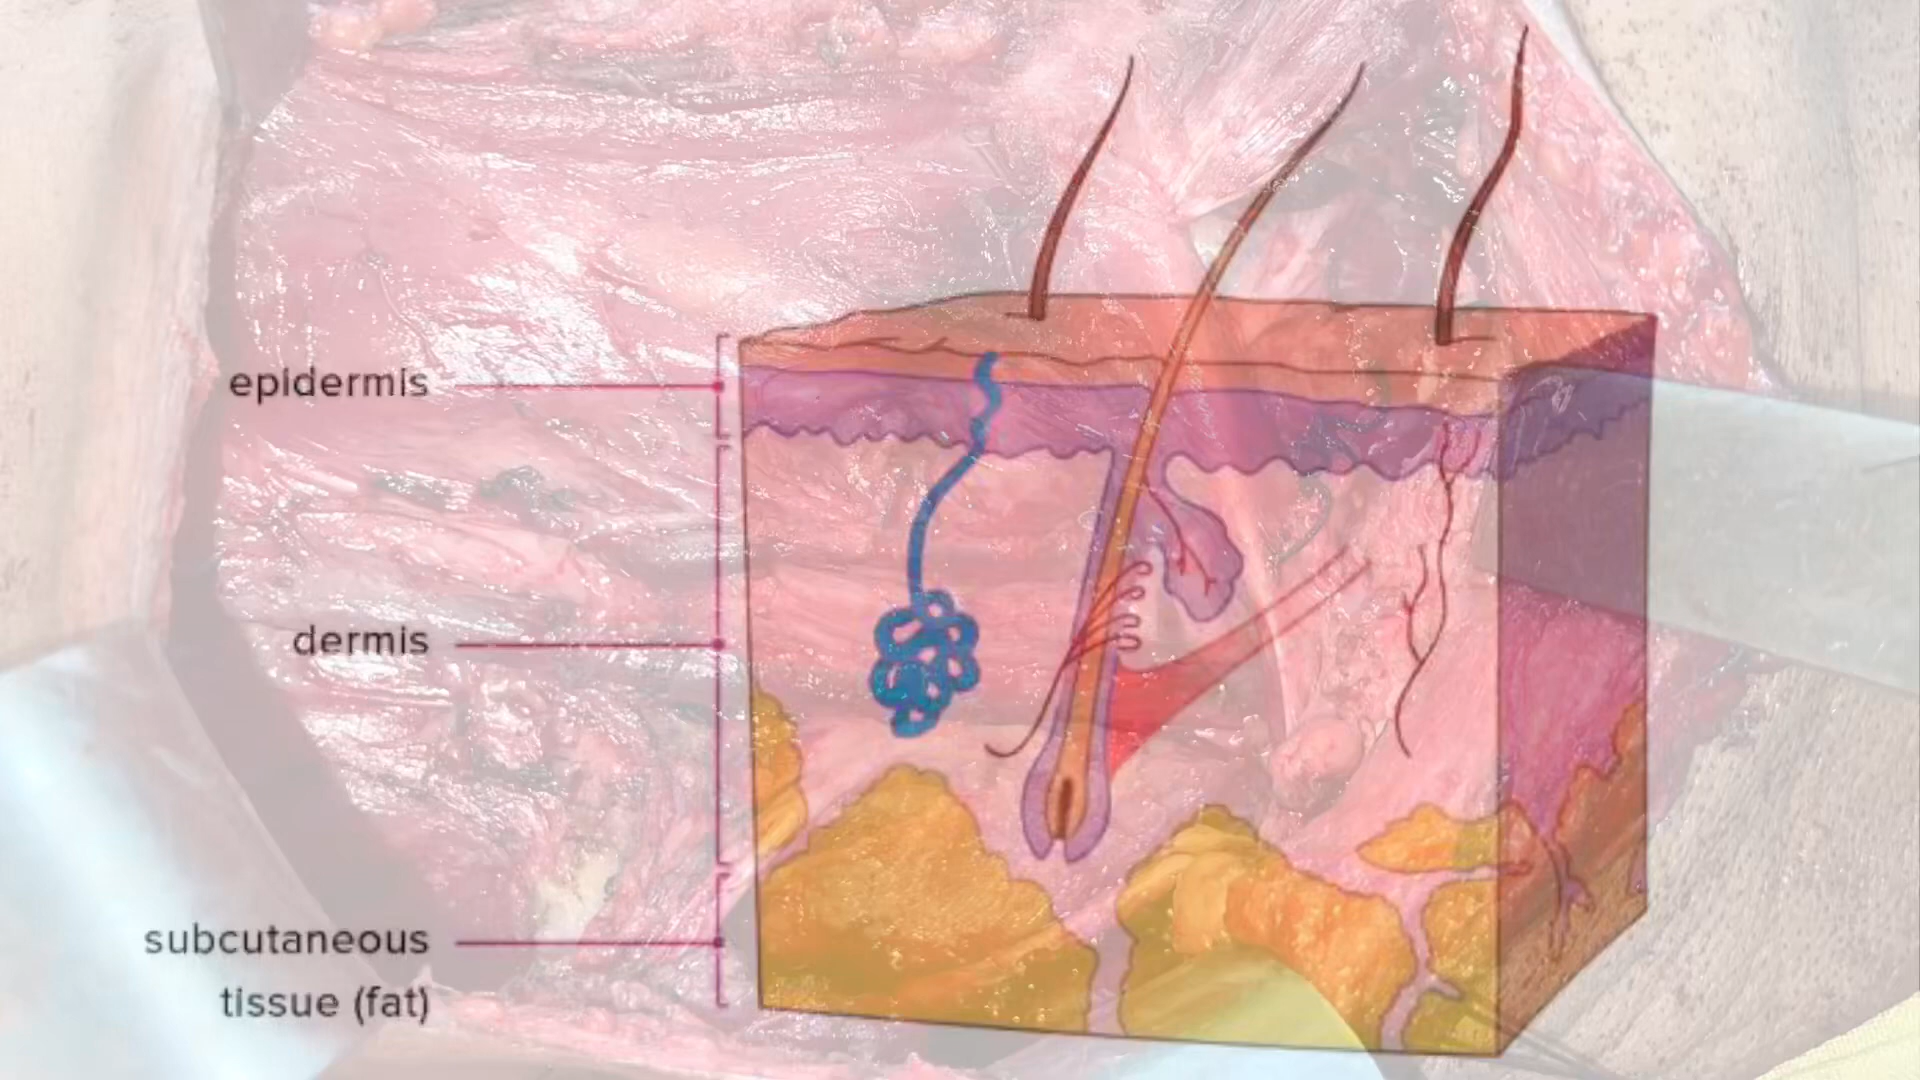 epidermis
dermis
subcutaneous
tissue (fat)